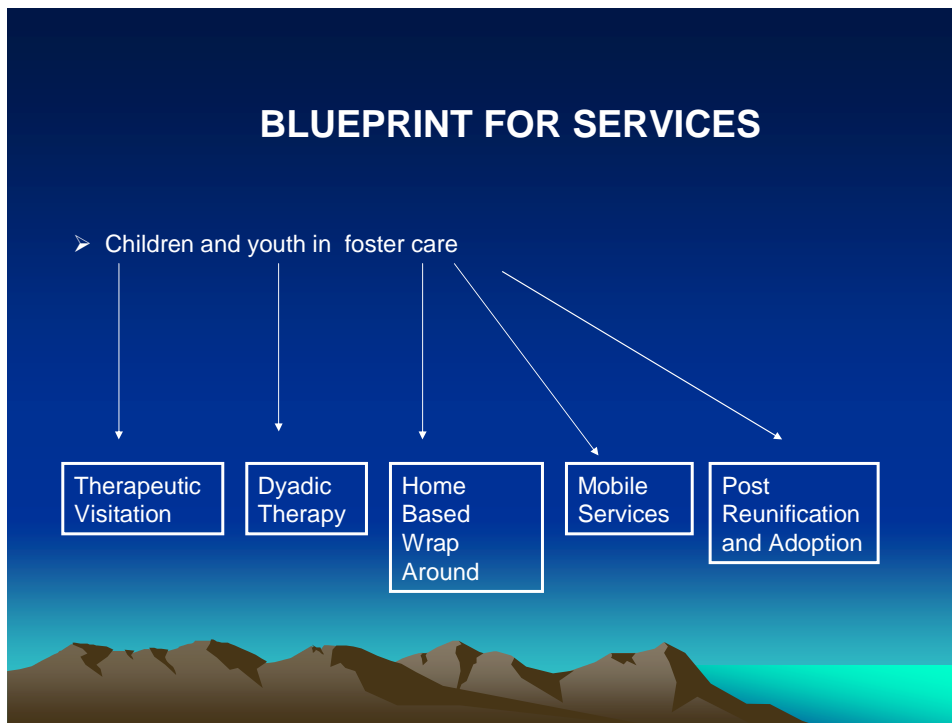 BLUEPRINT FOR SERVICES
➢ Children and youth in foster care
Therapeutic
Visitation
Dyadic
Therapy
Home
Based
Wrap
Around
Mobile
Services
Post
Reunification
and Adoption